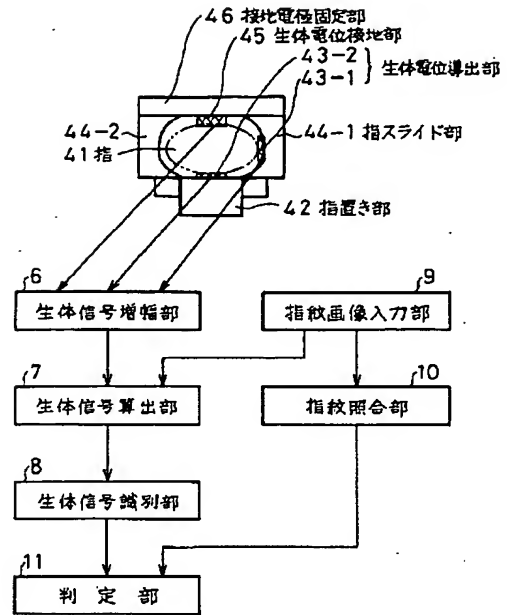 46 接地電極固定部
45 生体電位接地部
43-2
43-1
生体電位導出部
44-2
44-1 指スライド部
41 指
42 指置き部
6
生体信号増幅部
9
指紋画像入力部
7
生体信号算出部
10
指紋照合部
8
生体信号識別部
11
判定部